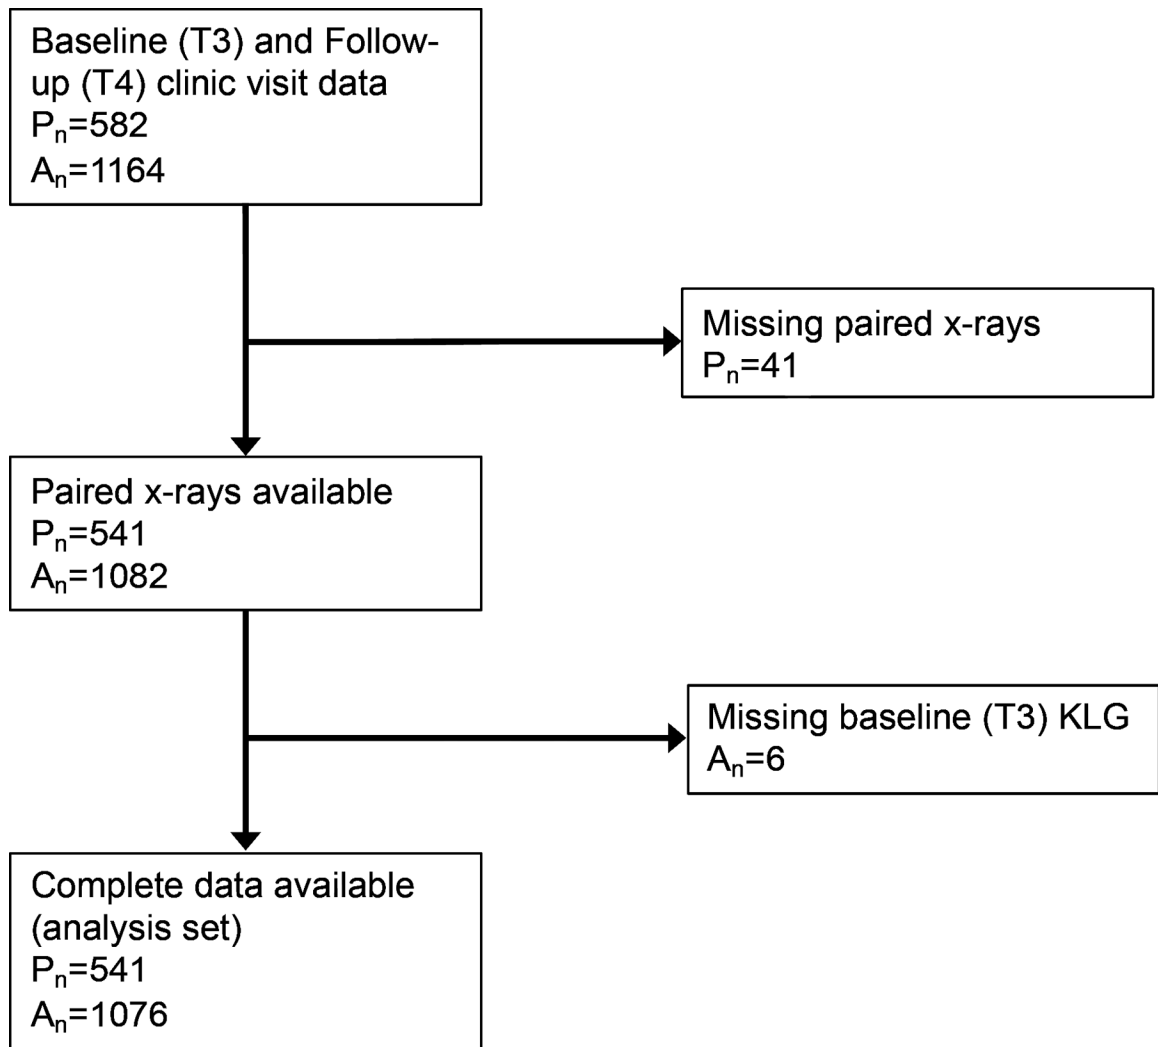 Baseline (T3) and Follow-
up (T4) clinic visit data
Pₙ=582
Aₙ=1164
Missing paired x-rays
Pₙ=41
Paired x-rays available
Pₙ=541
Aₙ=1082
Missing baseline (T3) KLG
Aₙ=6
Complete data available
(analysis set)
Pₙ=541
Aₙ=1076